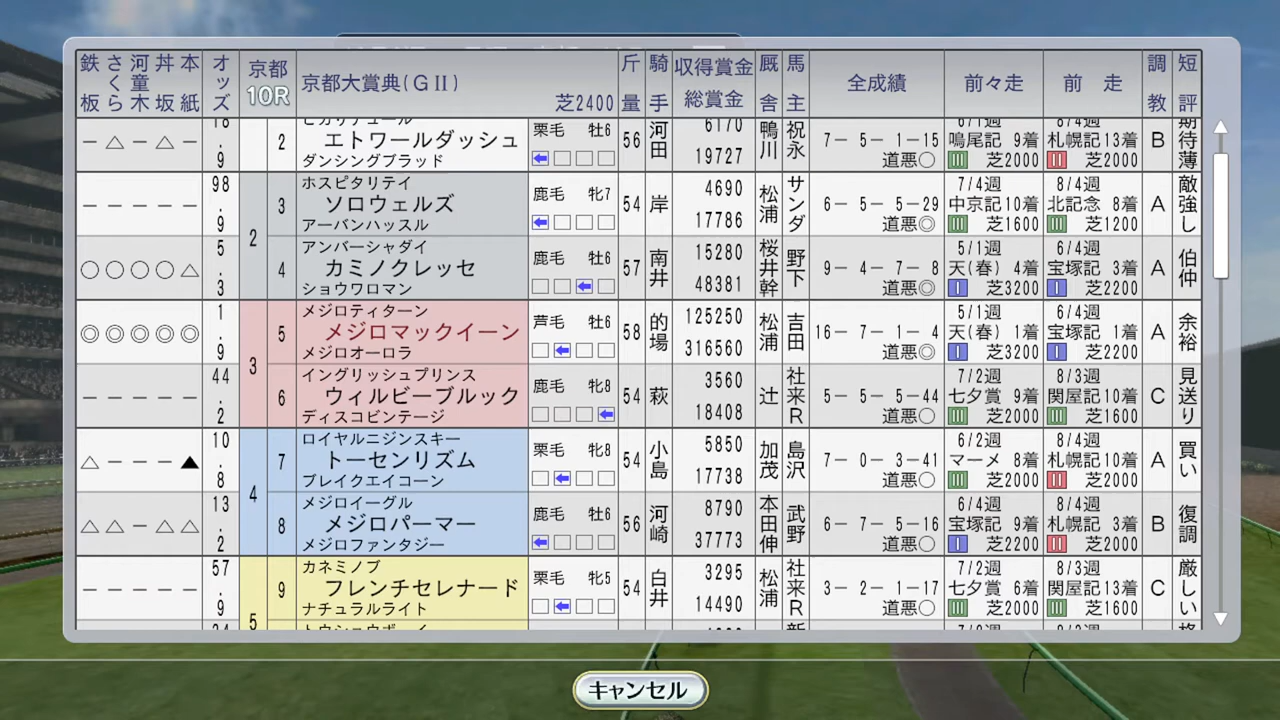 鉄板 さくら 河童木 井坂 本紙 オッズ 京都10R 京都大賞典(GⅡ) 芝2400 斤量 騎手 収得賞金 総賞金 厩舎 馬主 全成績 前々走 前 走 調教 短評
－ △ － △ － 18.9 2 エトワールダッシュ 栗毛 牡6 56 河田 6170 鴨川 祝永 7－ 5－ 1－15 鳴尾記 9着 札幌記13着 B 期待薄
ダンシングブラッド 19727 道悪○ Ⅲ 芝2000 Ⅱ 芝2000
ホスピタリテイ 4690 7/4週 8/4週
－ － － － － 98.9 2 3 ソロウェルズ 鹿毛 牝7 54 岸 松浦 サンダ 6－ 5－ 5－29 中京記10着 北記念 8着 A 敵強し
アーバンハッスル 17786 道悪◎ Ⅲ 芝1600 Ⅲ 芝1200
アンバーシャダイ 15280 5/1週 6/4週
○ ○ ○ ○ △ 5.3 4 カミノクレッセ 鹿毛 牡6 57 南井 桜井幹 野下 9－ 4－ 7－ 8 天(春) 4着 宝塚記 3着 A 伯仲
ショウワロマン 48381 道悪◎ Ⅰ 芝3200 Ⅰ 芝2200
メジロティターン 125250 5/1週 6/4週
◎ ◎ ◎ ◎ ◎ 1.9 3 5 メジロマックイーン 芦毛 牡6 58 的場 松浦 吉田 16－ 7－ 1－ 4 天(春) 1着 宝塚記 1着 A 余裕
メジロオーロラ 316560 道悪◎ Ⅰ 芝3200 Ⅰ 芝2200
イングリッシュプリンス 3560 7/2週 8/3週
－ － － － － 44.2 6 ウィルビーブルック 鹿毛 牝8 54 萩 辻 社来R 5－ 5－ 5－44 七夕賞 9着 関屋記10着 C 見送り
ディスコビンテージ 18408 道悪○ Ⅲ 芝2000 Ⅲ 芝1600
ロイヤルニジンスキー 5850 6/2週 8/4週
△ － － － ▲ 10.8 4 7 トーセンリズム 栗毛 牝8 54 小島 加茂 島沢 7－ 0－ 3－41 マーメ 8着 札幌記10着 A 買い
ブレイクエイコーン 17738 道悪○ Ⅲ 芝2000 Ⅱ 芝2000
メジロイーグル 8790 6/4週 8/4週
△ △ － △ △ 13.2 8 メジロパーマー 鹿毛 牡6 56 河崎 本田伸 武野 6－ 7－ 5－16 宝塚記 9着 札幌記 3着 B 復調
メジロファンタジー 37773 道悪○ Ⅰ 芝2200 Ⅱ 芝2000
カネミノブ 3295 7/2週 8/3週
－ － － － － 57.9 5 9 フレンチセレナード 栗毛 牝5 54 白井 松浦 社来R 3－ 2－ 1－17 七夕賞 6着 関屋記13着 C 厳しい
ナチュラルライト 14490 道悪○ Ⅲ 芝2000 Ⅲ 芝1600
キャンセル